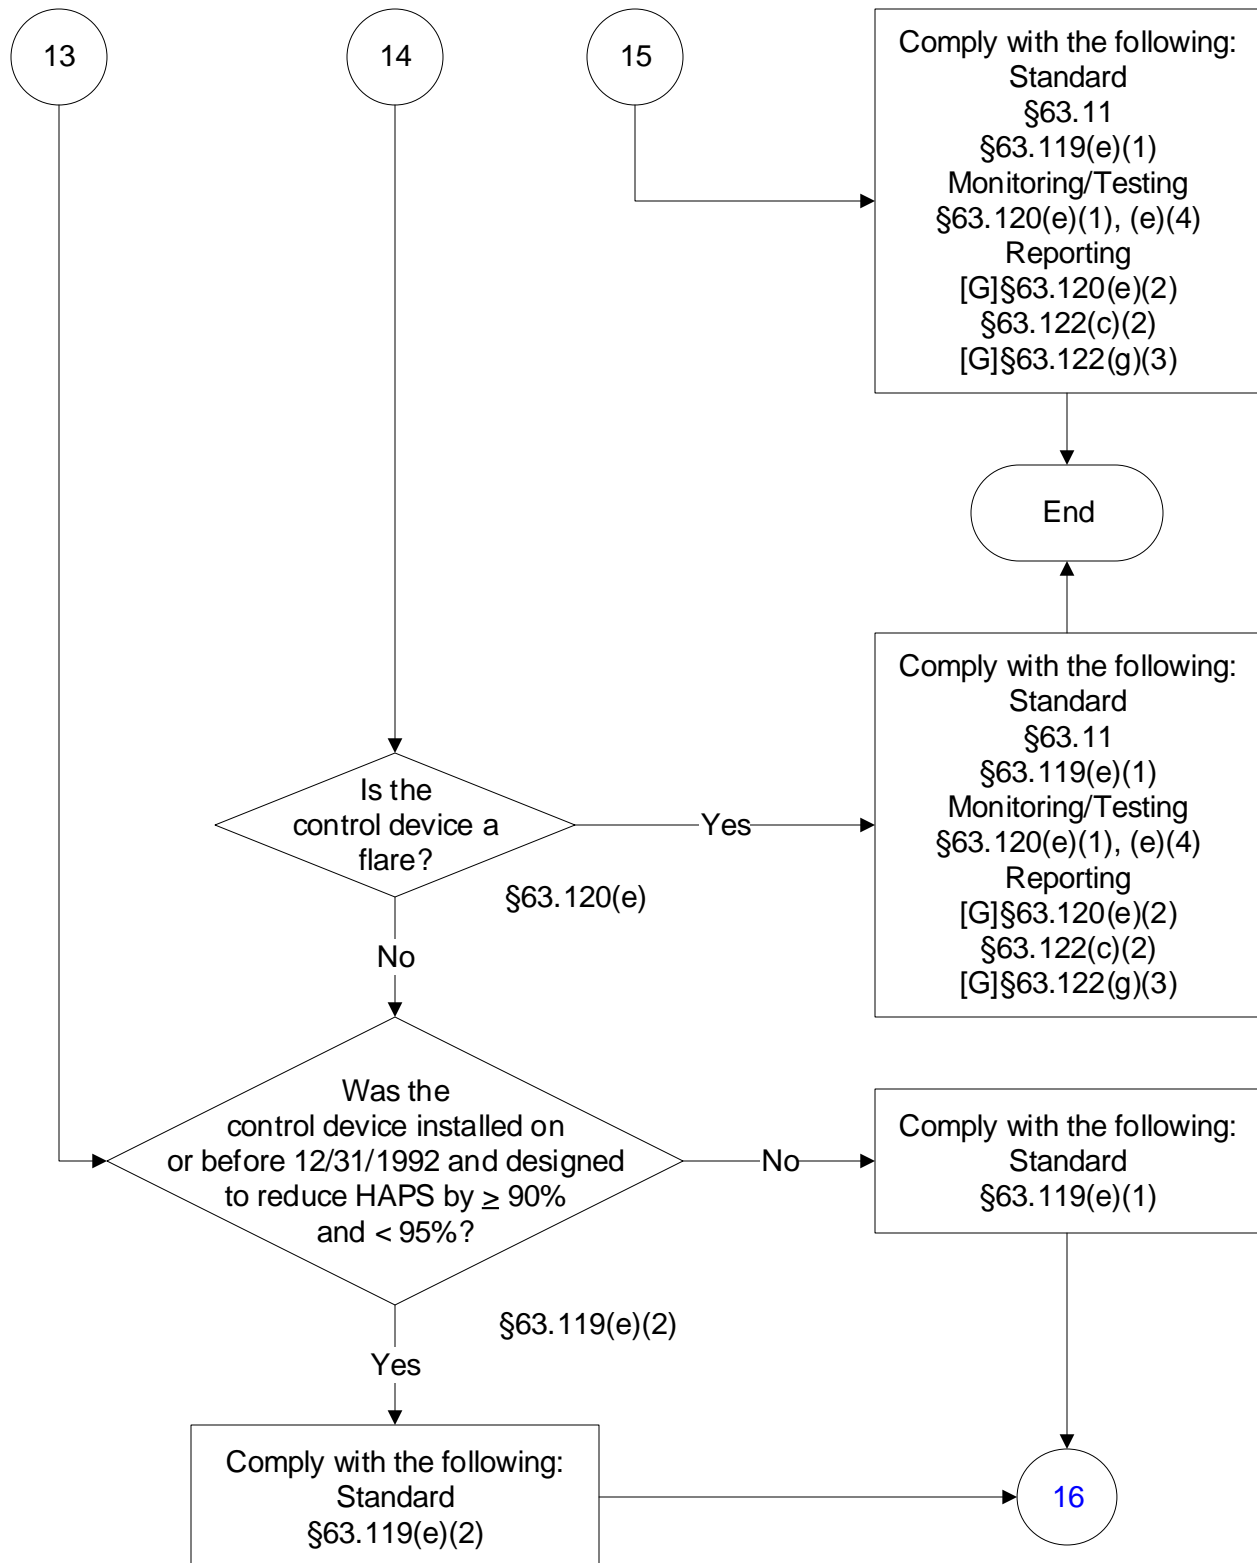 13
14
15
Comply with the following:
Standard
§63.11
§63.119(e)(1)
Monitoring/Testing
§63.120(e)(1), (e)(4)
Reporting
[G]§63.120(e)(2)
§63.122(c)(2)
[G]§63.122(g)(3)
End
Comply with the following:
Standard
§63.11
§63.119(e)(1)
Monitoring/Testing
§63.120(e)(1), (e)(4)
Reporting
[G]§63.120(e)(2)
§63.122(c)(2)
[G]§63.122(g)(3)
Is the
control device a
flare?
Yes
§63.120(e)
No
Was the
control device installed on
or before 12/31/1992 and designed
to reduce HAPS by ≥ 90%
and < 95%?
No
Comply with the following:
Standard
§63.119(e)(1)
§63.119(e)(2)
Yes
Comply with the following:
Standard
§63.119(e)(2)
16